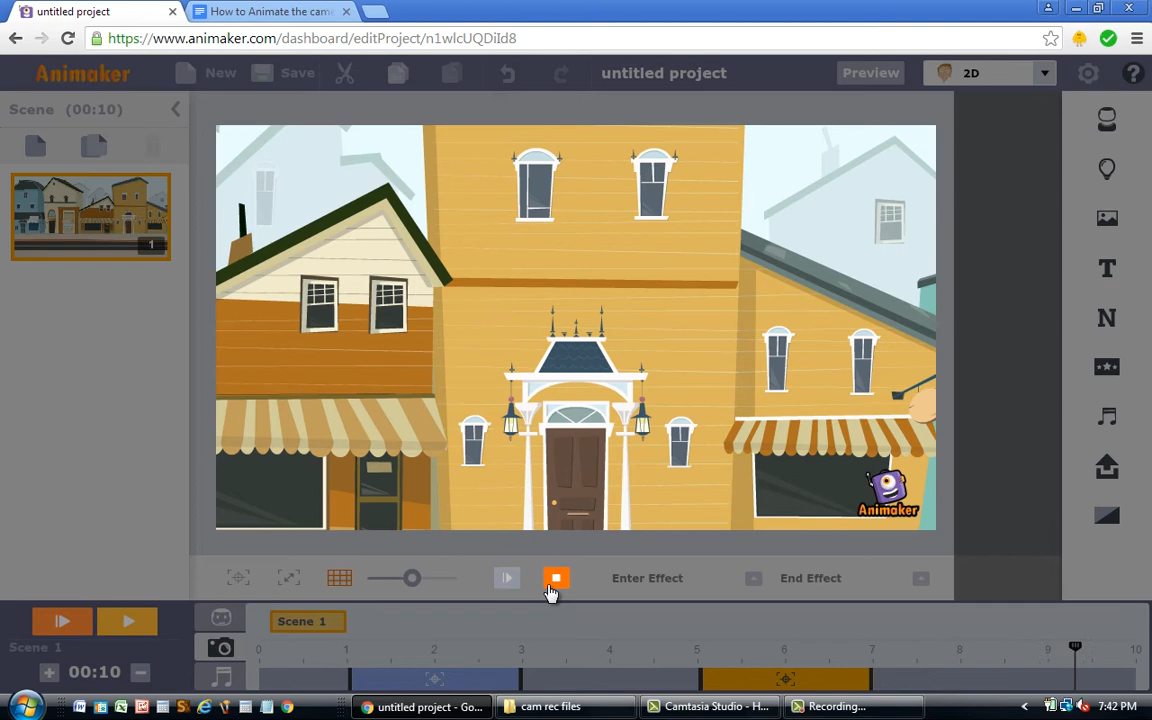 untitled project
How to Animate the cam
https://www.animaker.com/dashboard/editProject/n1wlcUQDiId8
Animaker
New
Save
untitled project
Preview
2D
Scene (00:10)
1
T
N
Animaker
Enter Effect
End Effect
Scene 1
Scene 1
0 1 2 3 4 5 6 7 8 9 10
00:10
untitled project - Go...
cam rec files
Camtasia Studio - H...
Recording...
7:42 PM